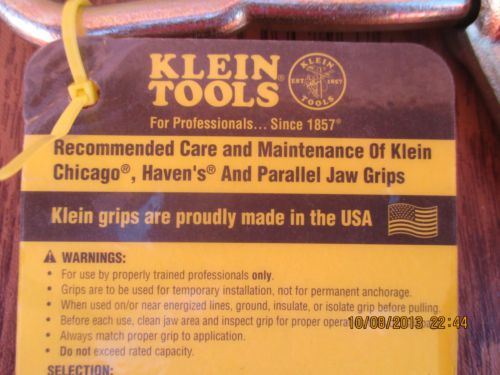 KLEIN
TOOLS
KLEIN
EST. 1857
TOOLS
For Professionals... Since 1857®
Recommended Care and Maintenance Of Klein
Chicago®, Haven's® And Parallel Jaw Grips
Klein grips are proudly made in the USA
⚠ WARNINGS:
• For use by properly trained professionals only.
• Grips are to be used for temporary installation, not for permanent anchorage.
• When used on/or near energized lines, ground, insulate, or isolate grip before pulling.
• Before each use, clean jaw area and inspect grip for proper
• Always match proper grip to application.
• Do not exceed rated capacity.
SELECTION:
10/08/2013 22:44